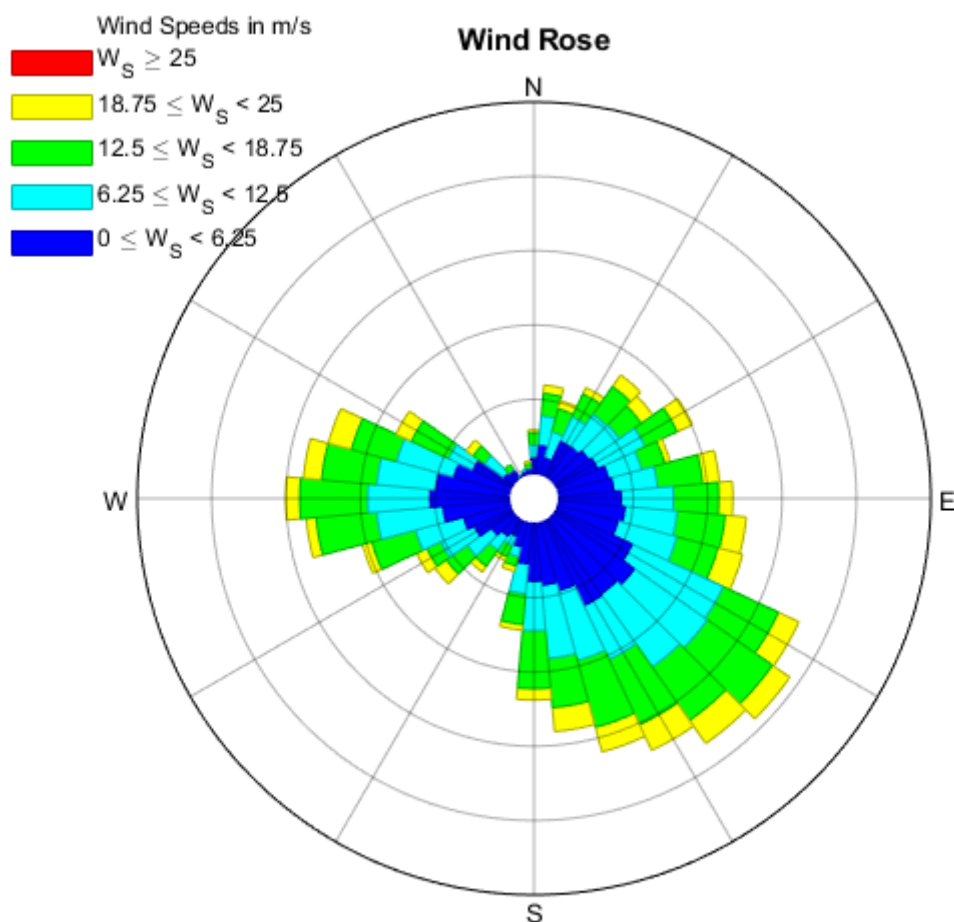 Wind Speeds in m/s
W_S ≥ 25
18.75 ≤ W_S < 25
12.5 ≤ W_S < 18.75
6.25 ≤ W_S < 12.5
0 ≤ W_S < 6.25
Wind Rose
N
W
E
S